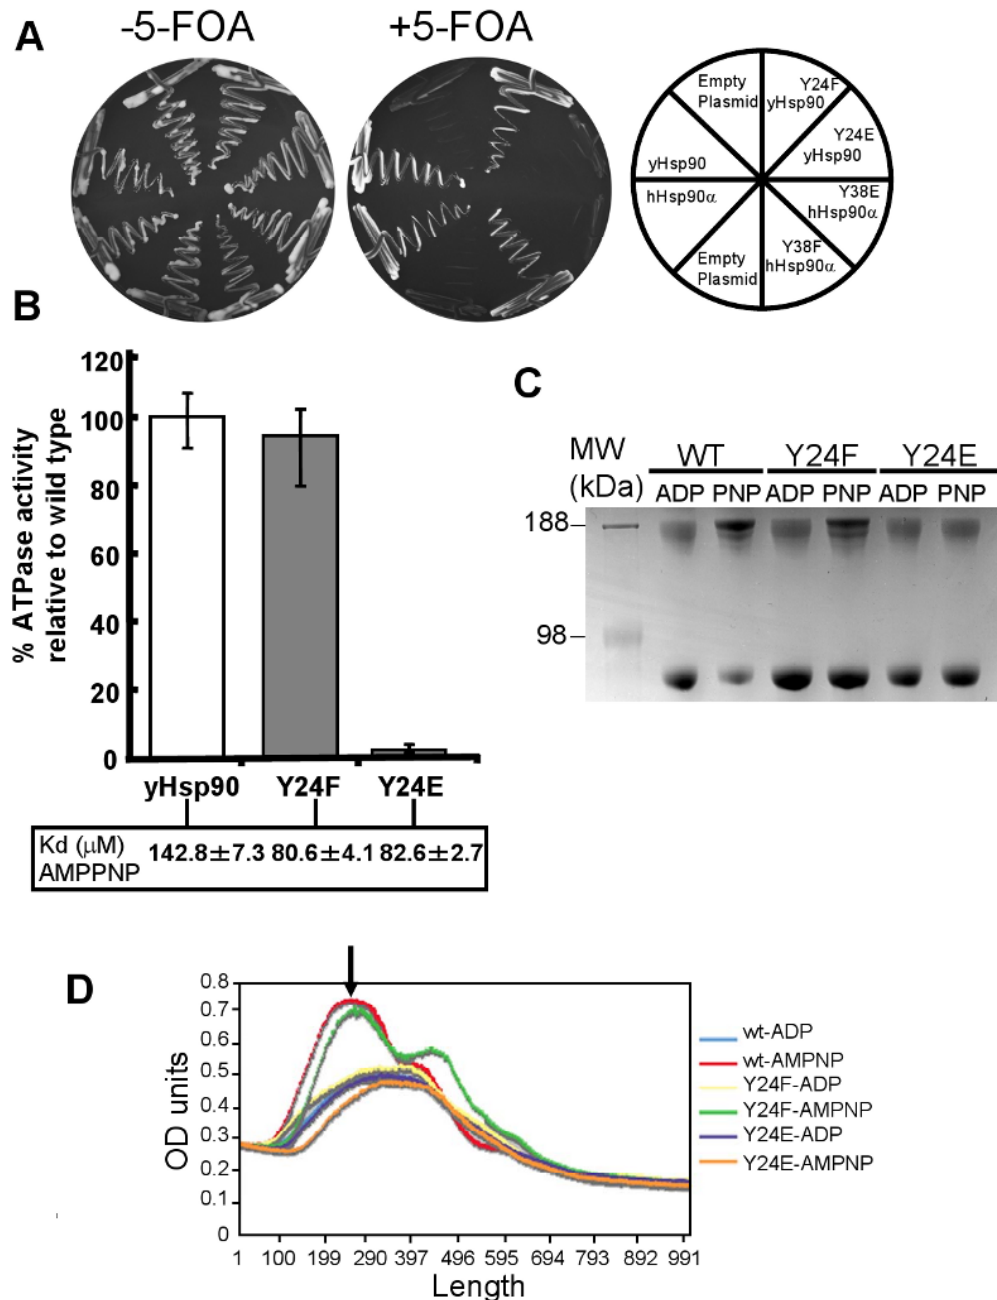 A
-5-FOA
+5-FOA
Empty
Plasmid
Y24F
yHsp90
Y24E
yHsp90
yHsp90
hHsp90α
Y38E
hHsp90α
Empty
Plasmid
Y38F
hHsp90α
B
% ATPase activity
relative to wild type
120
100
80
60
40
20
0
yHsp90 Y24F Y24E
Kd (μM)
AMPPNP
142.8±7.3 80.6±4.1 82.6±2.7
C
MW
(kDa)
WT Y24F Y24E
ADP PNP ADP PNP ADP PNP
188
98
D
OD units
0.8
0.7
0.6
0.5
0.4
0.3
0.2
0.1
0
1 100 199 290 397 496 595 694 793 892 991
Length
wt-ADP
wt-AMPNP
Y24F-ADP
Y24F-AMPNP
Y24E-ADP
Y24E-AMPNP